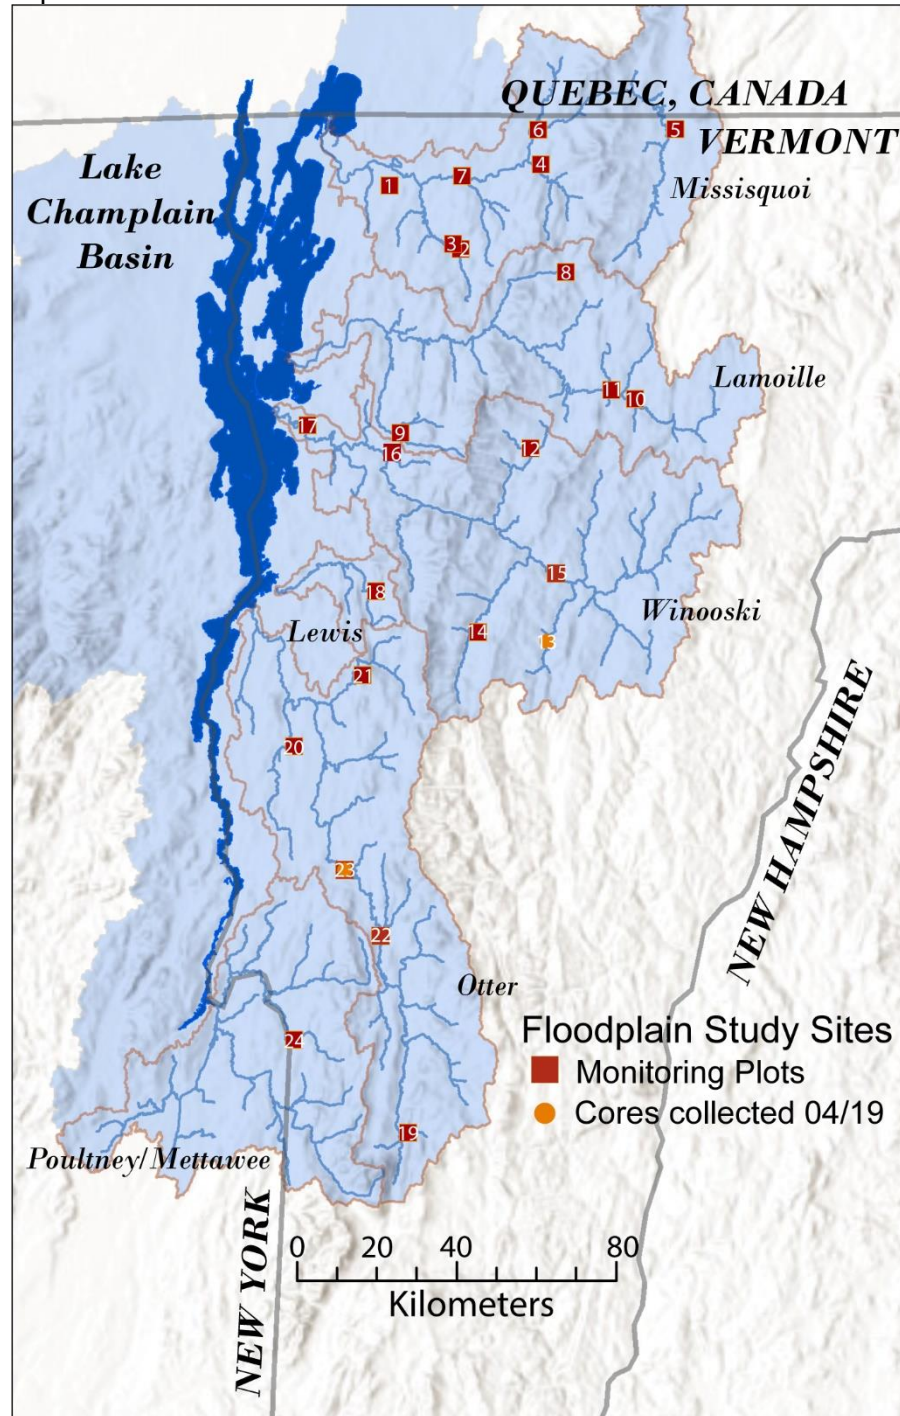 QUEBEC, CANADA
6
5
VERMONT
Lake
Champlain
Basin
4
7
1
Missisquoi
3
2
8
Lamoille
11
10
17
9
16
12
15
18
Winooski
Lewis
14
13
21
20
NEW HAMPSHIRE
23
22
Otter
Floodplain Study Sites
24
Monitoring Plots
Cores collected 04/19
19
Poultney/Mettawee
NEW YORK
0 20 40 80
Kilometers